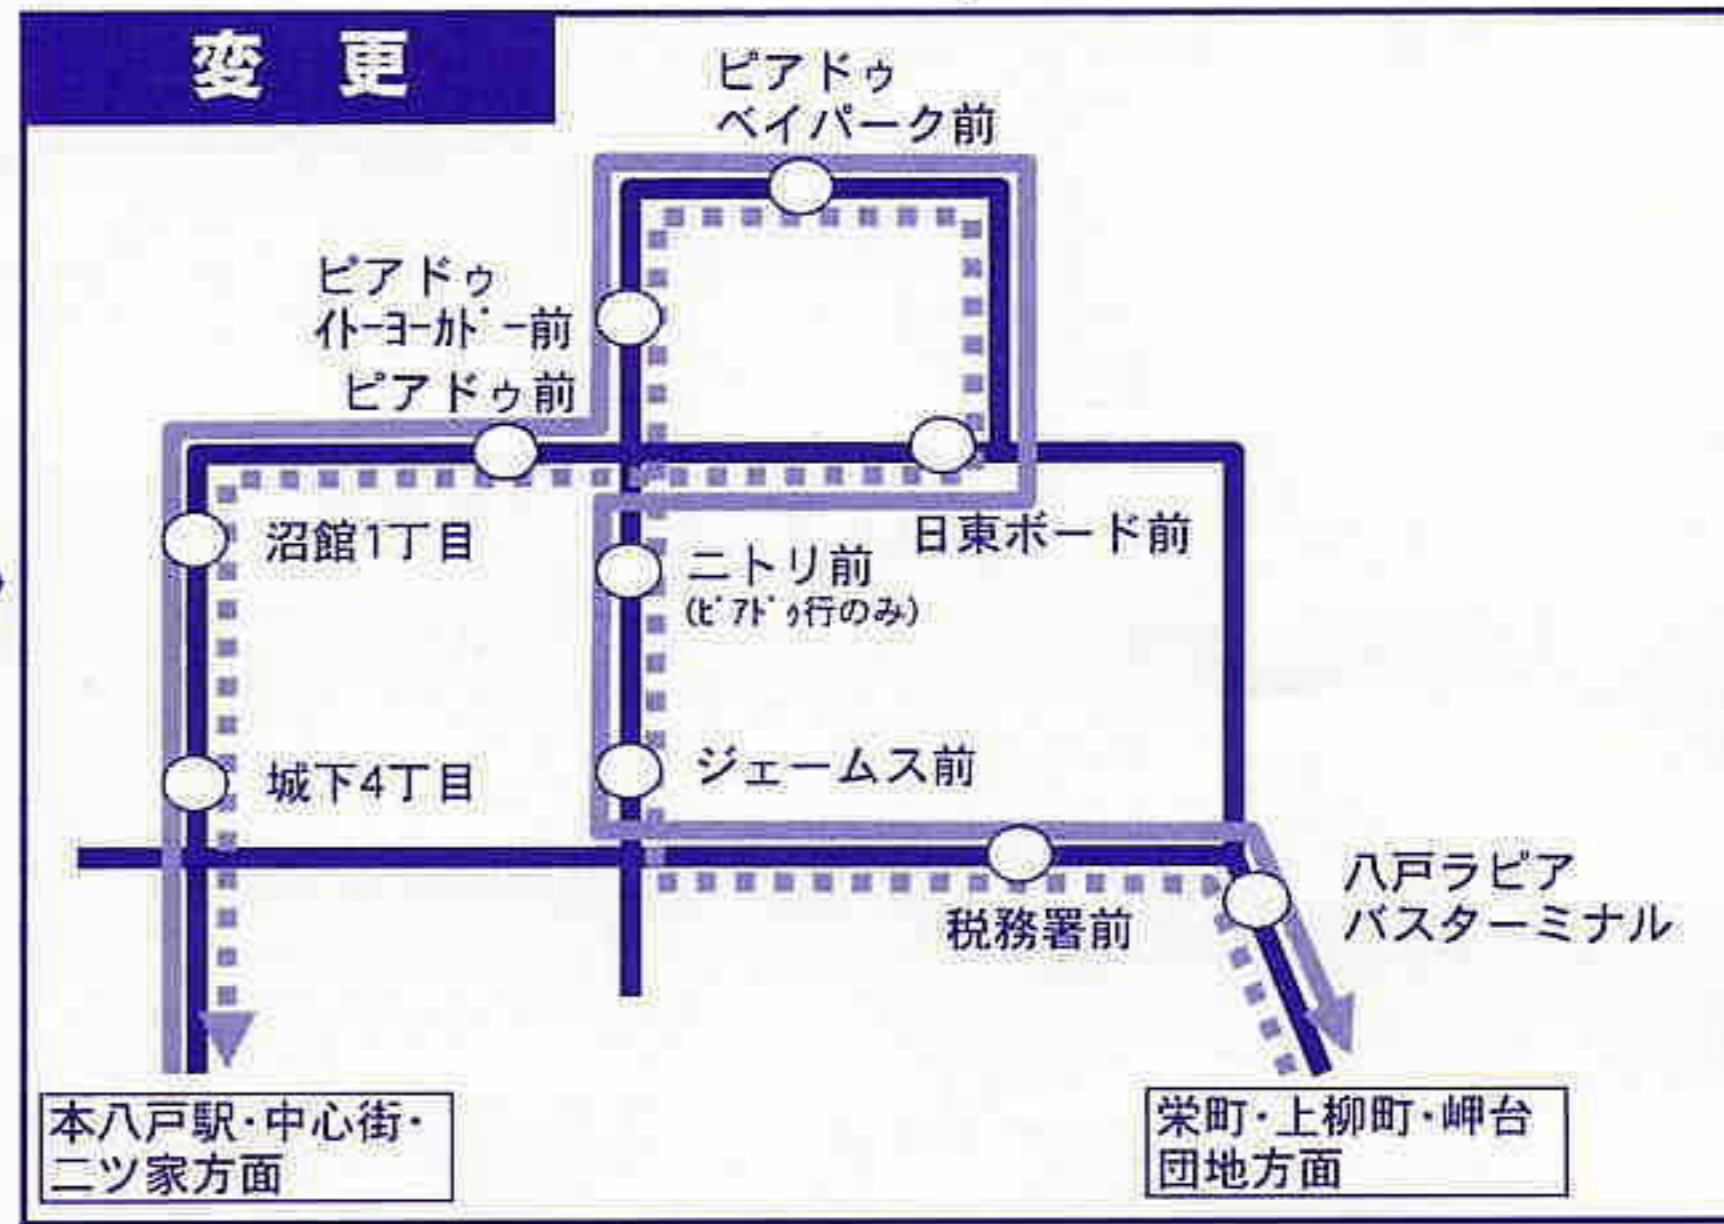 変更
ピアドゥ
ベイパーク前
ピアドゥ
ｲﾄｰﾖｰｶﾄﾞｰ前
ピアドゥ前
日東ボード前
沼館1丁目
ニトリ前
(ﾋﾟｱﾄﾞｩ行のみ)
城下4丁目
ジェームス前
税務署前
八戸ラピア
バスターミナル
本八戸駅･中心街･
二ツ家方面
栄町･上柳町･岬台
団地方面